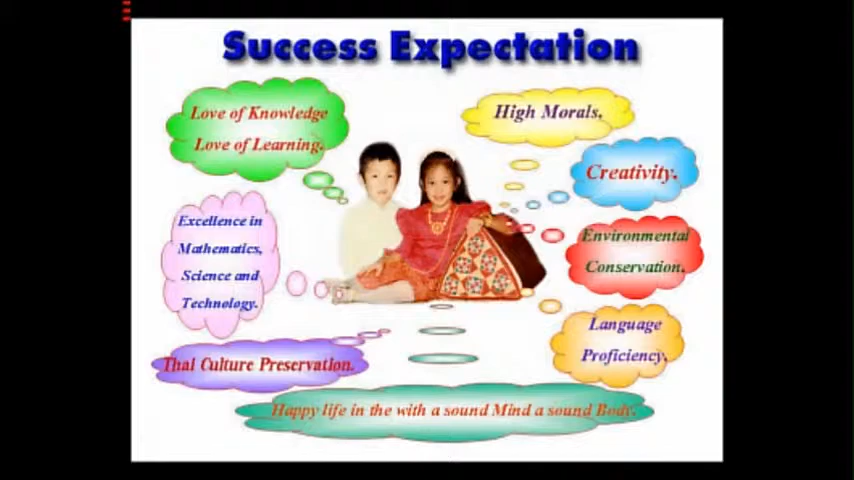 Success Expectation
Love of Knowledge
Love of Learning.
High Morals.
Creativity.
Excellence in
Mathematics,
Science and
Technology.
Environmental
Conservation.
Language
Proficiency.
Thai Culture Preservation.
Happy life in the with a sound Mind a sound Body.